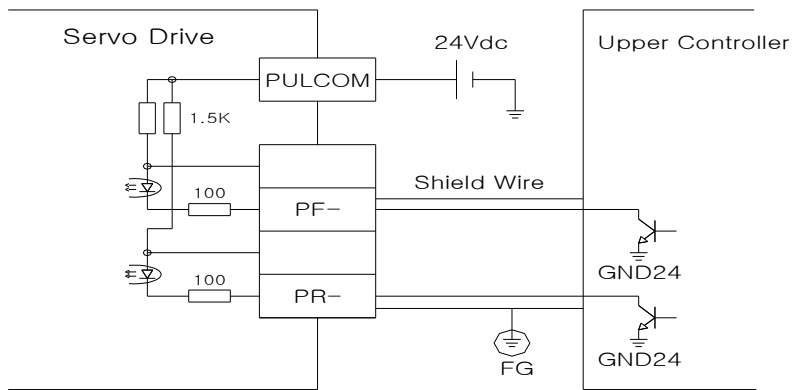 Servo Drive
24Vdc
Upper Controller
PULCOM
1.5K
Shield Wire
100
PF-
GND24
100
PR-
GND24
FG